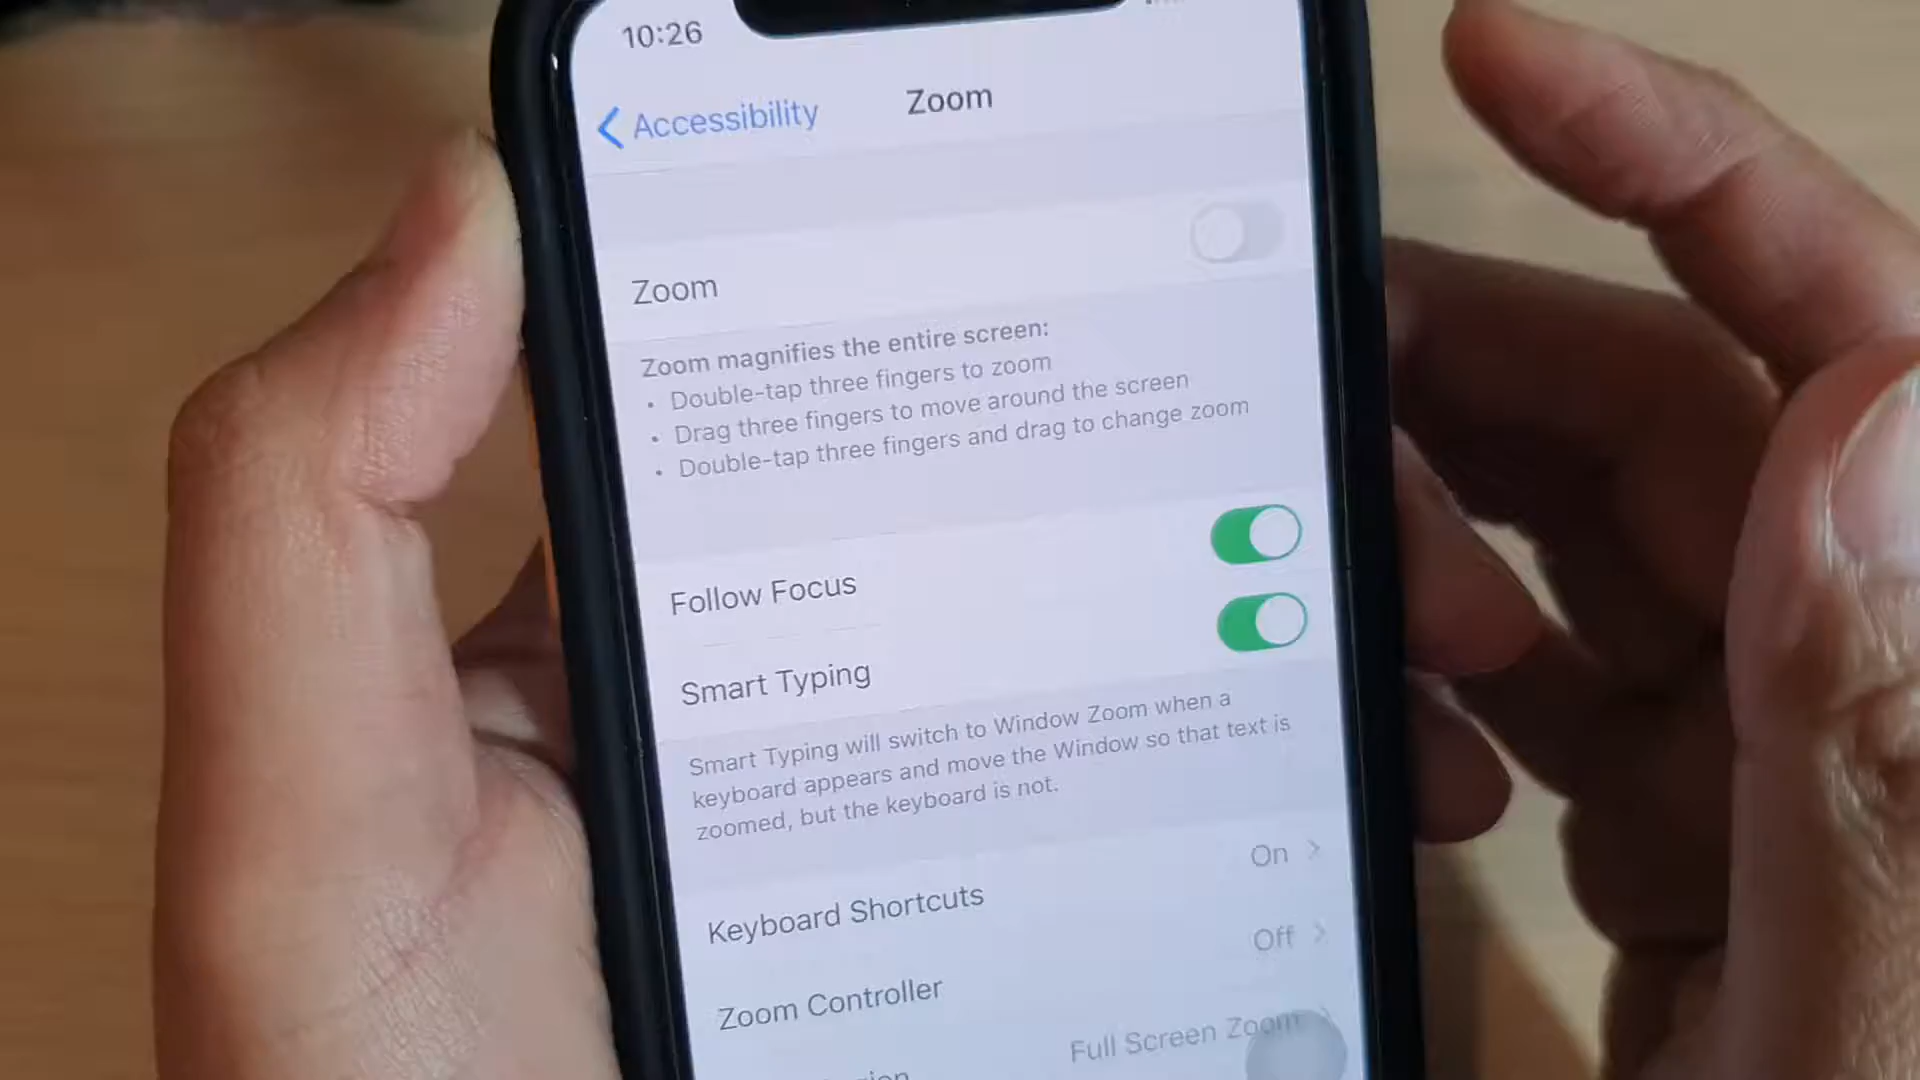 10:26
Accessibility
Zoom
Zoom
Zoom magnifies the entire screen:
• Double-tap three fingers to zoom
• Drag three fingers to move around the screen
• Double-tap three fingers and drag to change zoom
Follow Focus
Smart Typing
Smart Typing will switch to Window Zoom when a
keyboard appears and move the Window so that text is
zoomed, but the keyboard is not.
Keyboard Shortcuts On
Zoom Controller Off
Full Screen Zoom